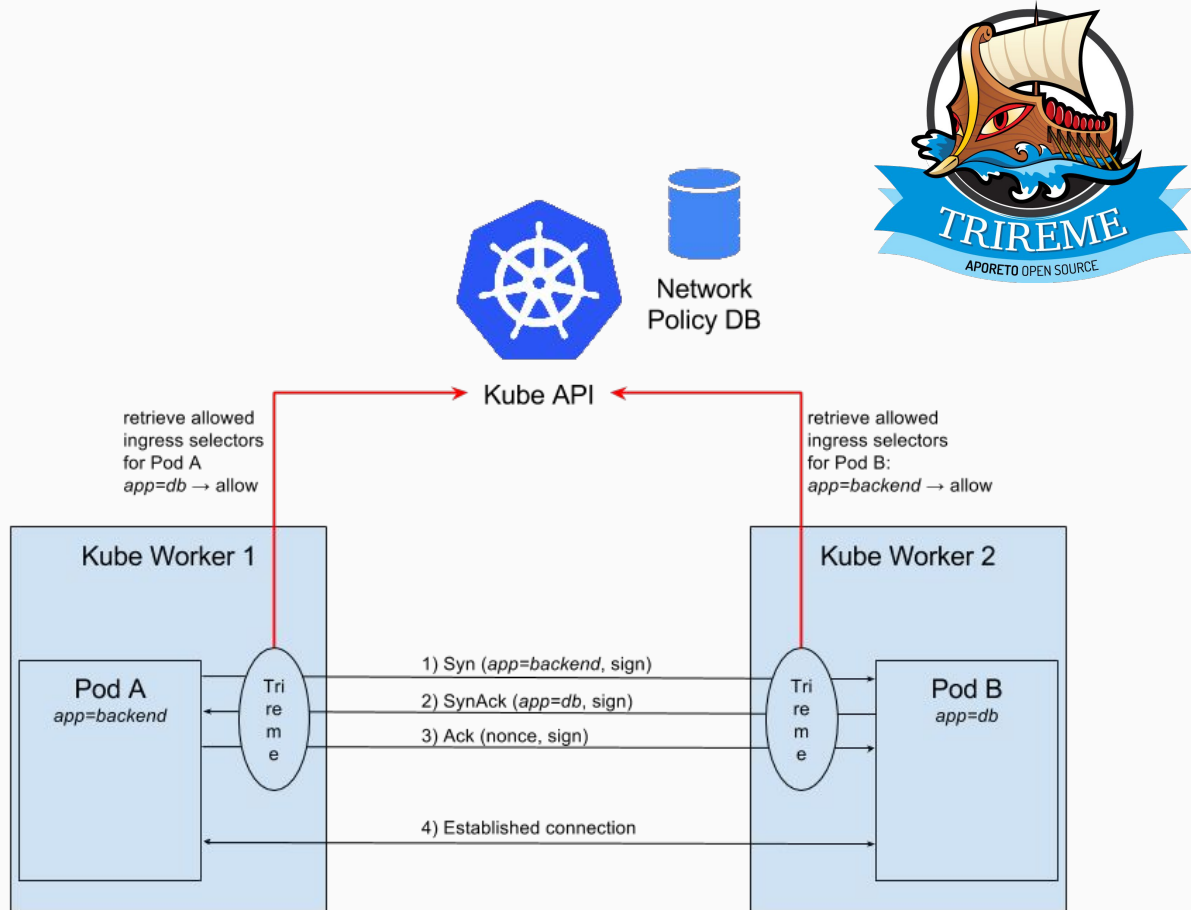 TRIREME
APORETO OPEN SOURCE
Network
Policy DB
Kube API
retrieve allowed
ingress selectors
for Pod A
app=db → allow
retrieve allowed
ingress selectors
for Pod B:
app=backend → allow
Kube Worker 1
Kube Worker 2
Pod A
app=backend
Tri
re
m
e
1) Syn (app=backend, sign)
2) SynAck (app=db, sign)
3) Ack (nonce, sign)
4) Established connection
Tri
re
m
e
Pod B
app=db